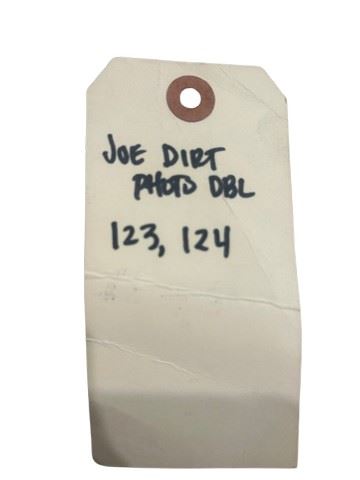 JOE DIRT
PHOTO DBL
123, 124